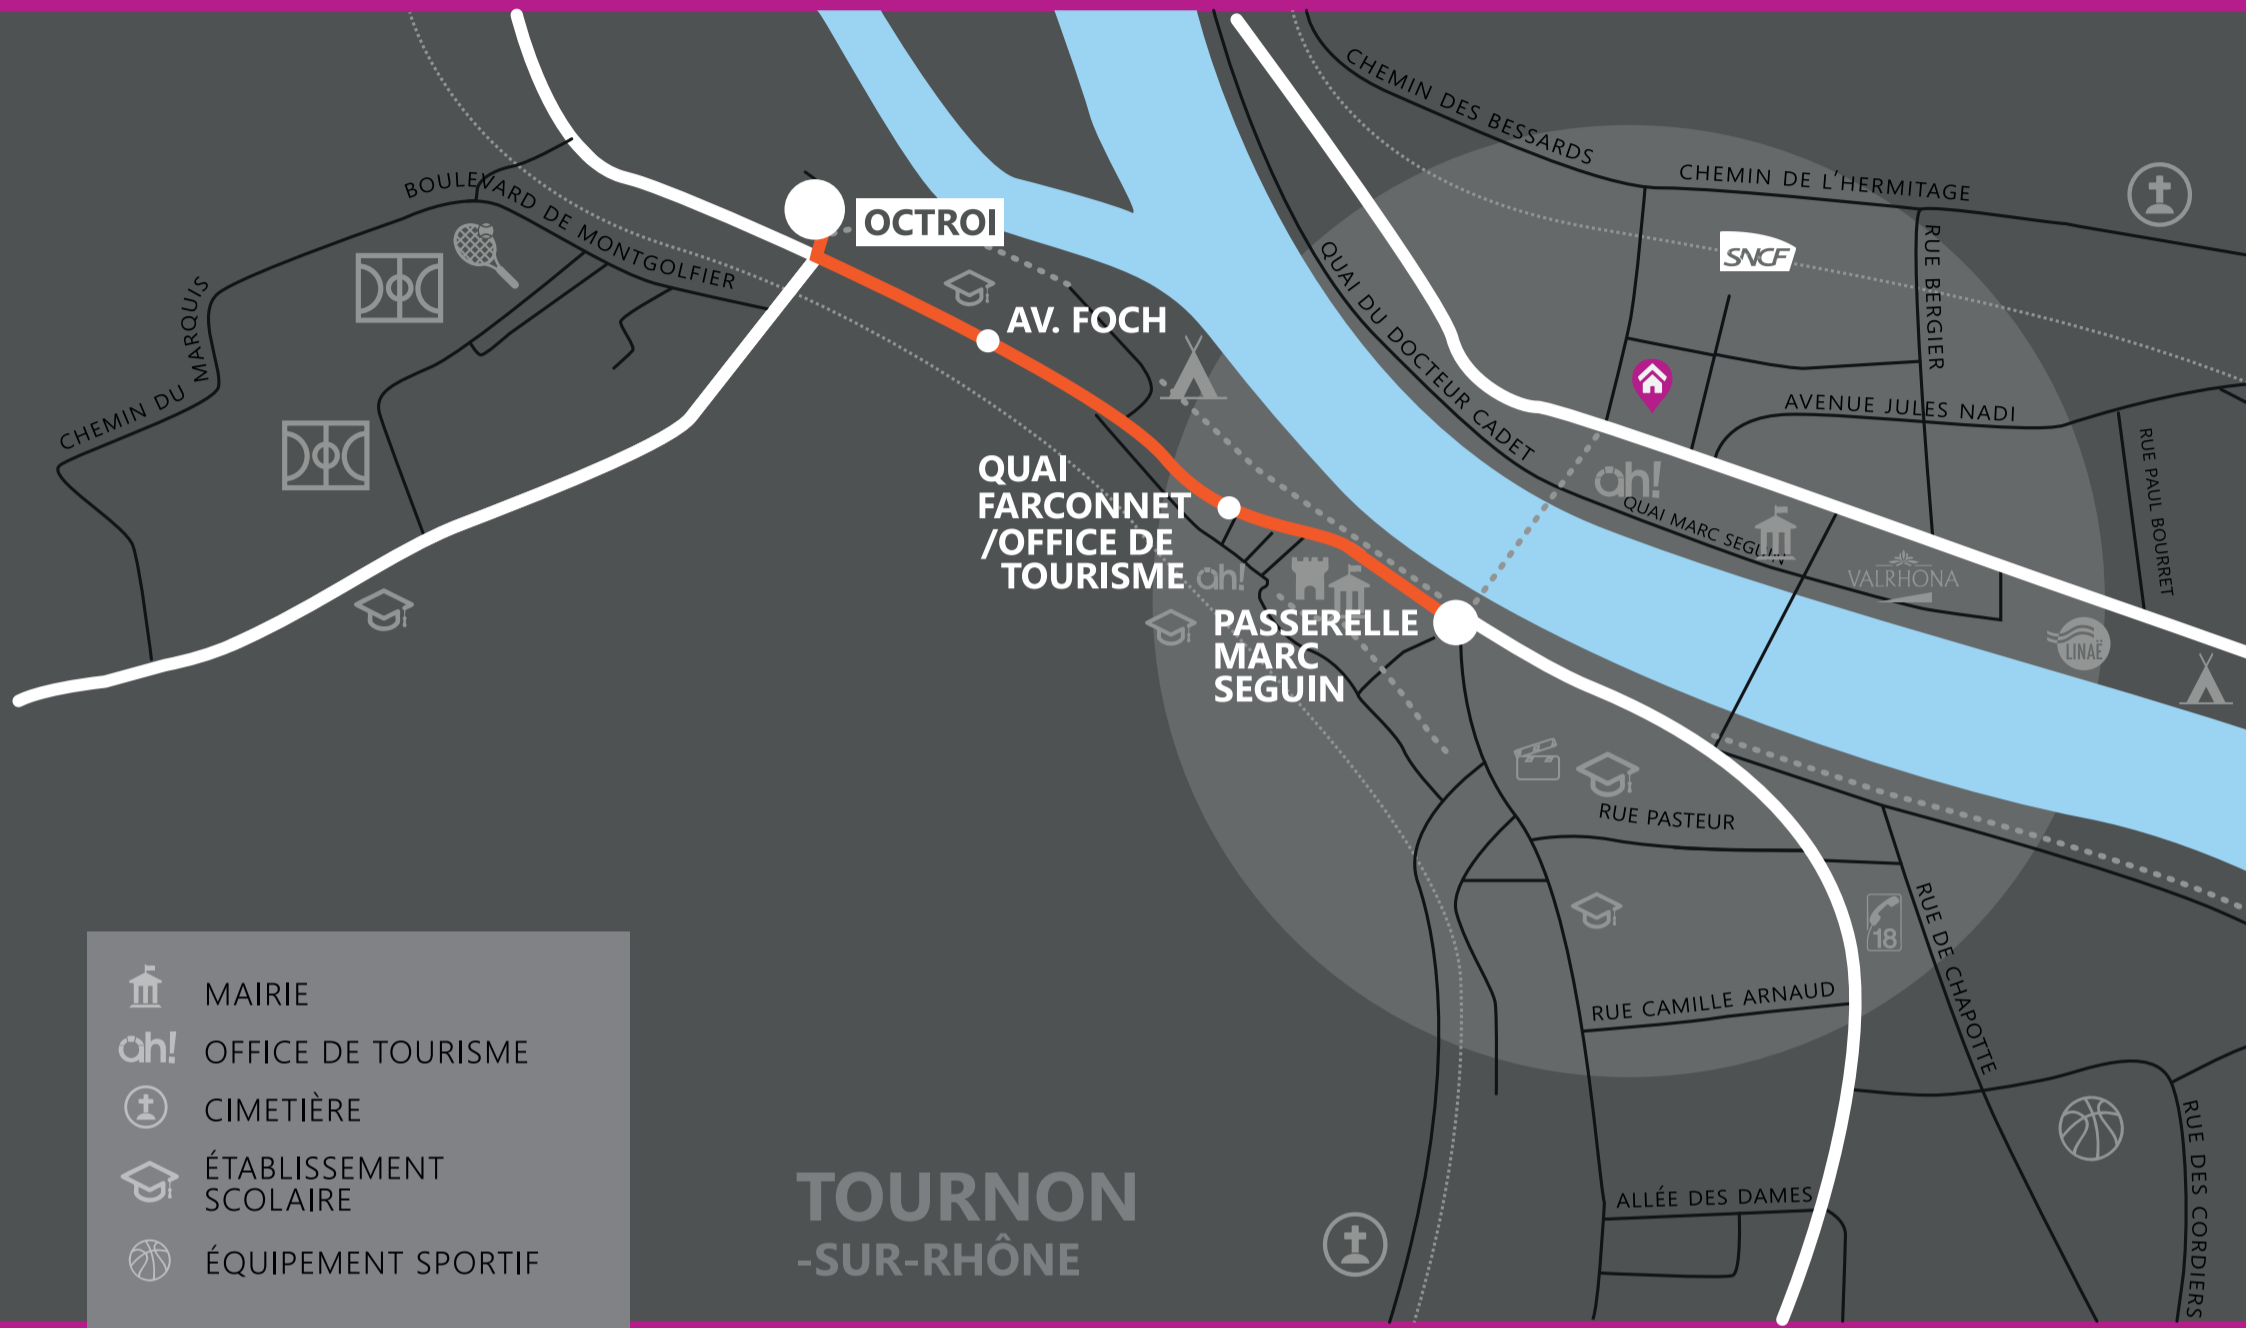 CHEMIN DES BESSARDS
CHEMIN DE L'HERMITAGE
BOULEVARD DE MONTGOLFIER
OCTROI
SNCF
RUE BERGIER
QUAI DU DOCTEUR CADET
CHEMIN DU MARQUIS
AV. FOCH
AVENUE JULES NADI
RUE PAUL BOURRET
QUAI
FARCONNET
/OFFICE DE
TOURISME
ah!
ah!
QUAI MARC SEGUIN
VALRHONA
LINAË
PASSERELLE
MARC
SEGUIN
RUE PASTEUR
18
RUE DE CHAPOTTE
RUE CAMILLE ARNAUD
ALLÉE DES DAMES
RUE DES CORDIERS
TOURNON
-SUR-RHÔNE
MAIRIE
ah! OFFICE DE TOURISME
CIMETIÈRE
ÉTABLISSEMENT
SCOLAIRE
ÉQUIPEMENT SPORTIF